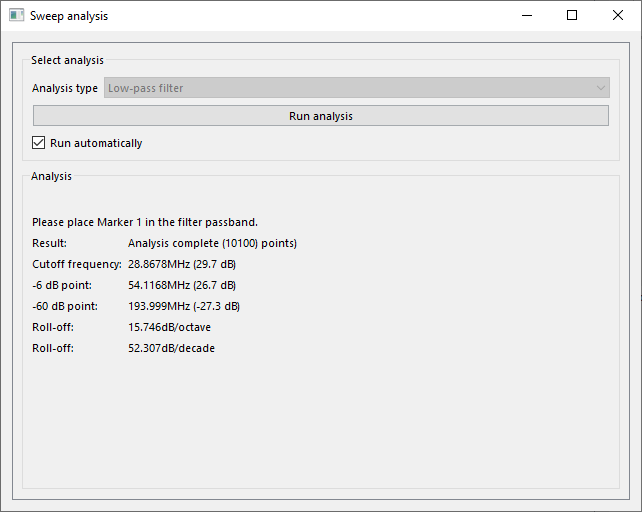 Sweep analysis
Select analysis
Analysis type Low-pass filter
Run analysis
Run automatically
Analysis
Please place Marker 1 in the filter passband.
Result: Analysis complete (10100) points)
Cutoff frequency: 28.8678MHz (29.7 dB)
-6 dB point: 54.1168MHz (26.7 dB)
-60 dB point: 193.999MHz (-27.3 dB)
Roll-off: 15.746dB/octave
Roll-off: 52.307dB/decade